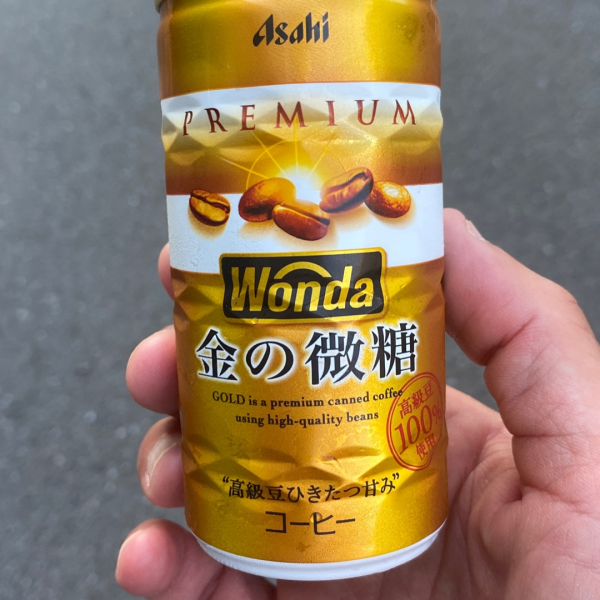 Asahi
PREMIUM
Wonda
金の微糖
GOLD is a premium canned coffee
using high-quality beans
高級豆
100%
使用!
“高級豆ひきたつ甘み”
コーヒー